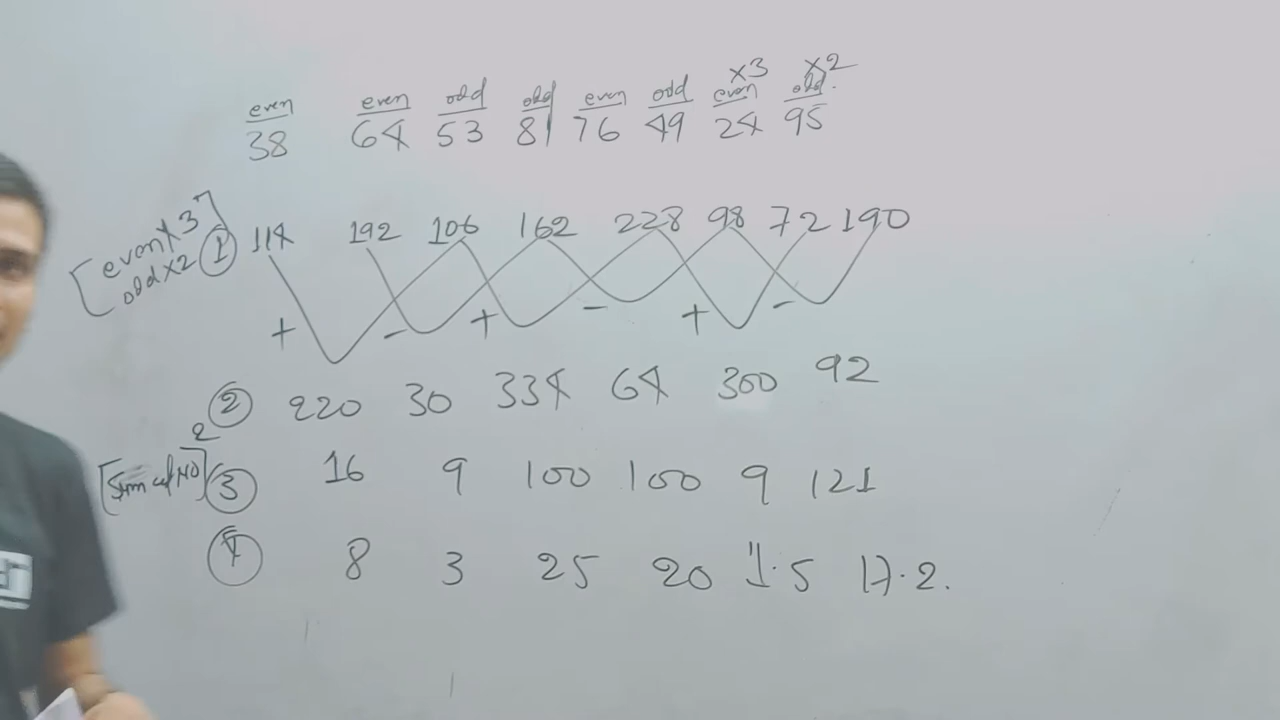 ×3 ×2
even even odd odd even odd even odd
38 64 53 81 76 49 24 95
[even×3 odd×2] ① 114 192 106 162 228 98 72 190
+ - + - + -
② 220 30 334 64 300 92
[Sum of NO]² ③ 16 9 100 100 9 121
④ 8 3 25 20 1.5 17.2.